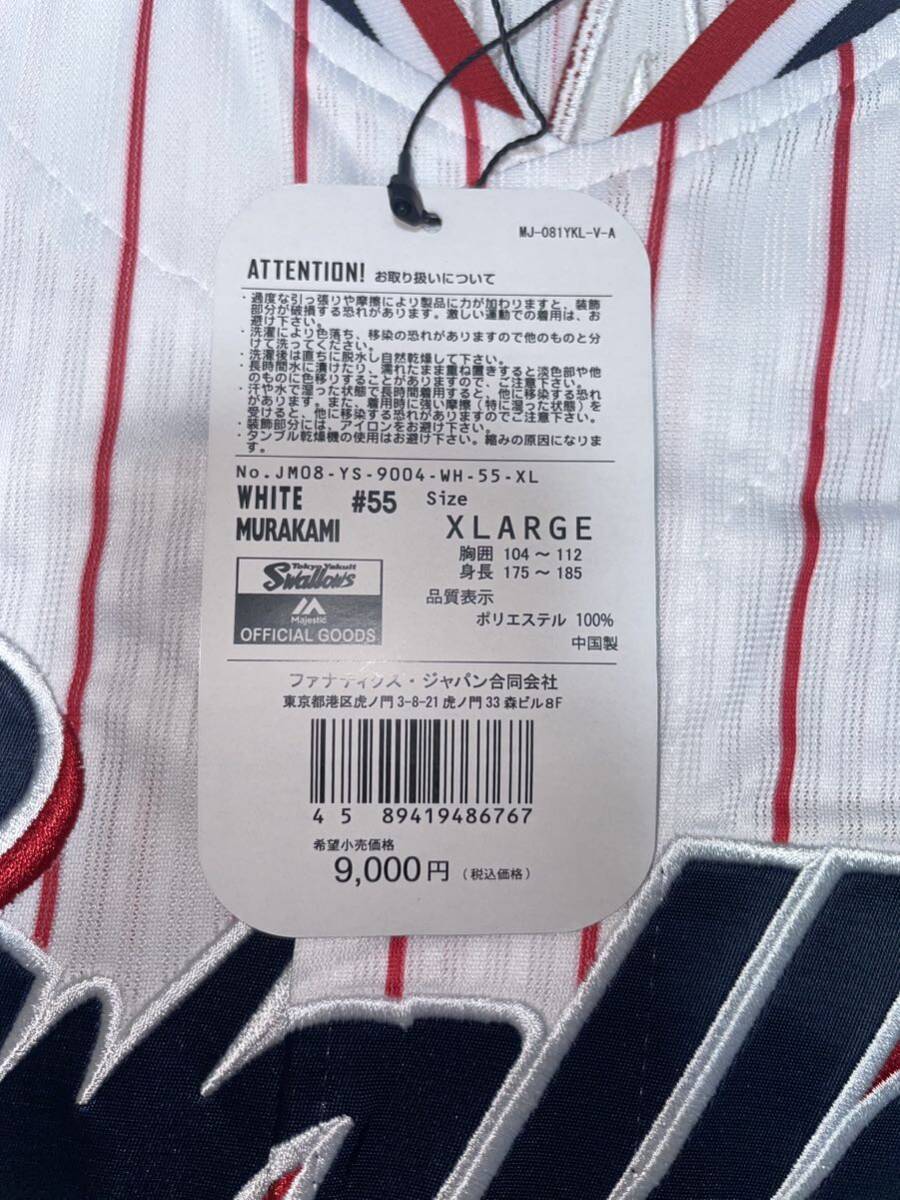 MJ-081YKL-V-A
ATTENTION! お取り扱いについて
・過度な引っ張りや摩擦により製品に力が加わりますと、装飾
部分が破損する恐れがあります。激しい運動での着用は、お
避け下さい。
・洗濯により色落ち、移染の恐れがありますので他のものと分
けて洗ってください。
・洗濯後は直ちに脱水し自然乾燥して下さい。
・長時間水に漬けたり、濡れたまま重ね置きすると淡色部や他
のものに色移りすることがありますので、ご注意下さい。
・汗や水で湿った状態で長時間着用すると、他に移染する恐れ
があります。また、着用時に強い摩擦(特に湿った状態)を
受けると、他に移染する恐れがありますのでご注意下さい。
・装飾部分には、アイロンをお避け下さい。
・タンブル乾燥機の使用はお避け下さい。縮みの原因になりま
す。
No.JM08-YS-9004-WH-55-XL
WHITE #55 Size
MURAKAMI XLARGE
胸囲 104～112
身長 175～185
品質表示
ポリエステル 100%
中国製
Tokyo Yakult
Swallows
Majestic
OFFICIAL GOODS
ファナティクス・ジャパン合同会社
東京都港区虎ノ門 3-8-21 虎ノ門 33 森ビル 8F
45 89419486767
希望小売価格
9,000円 (税込価格)